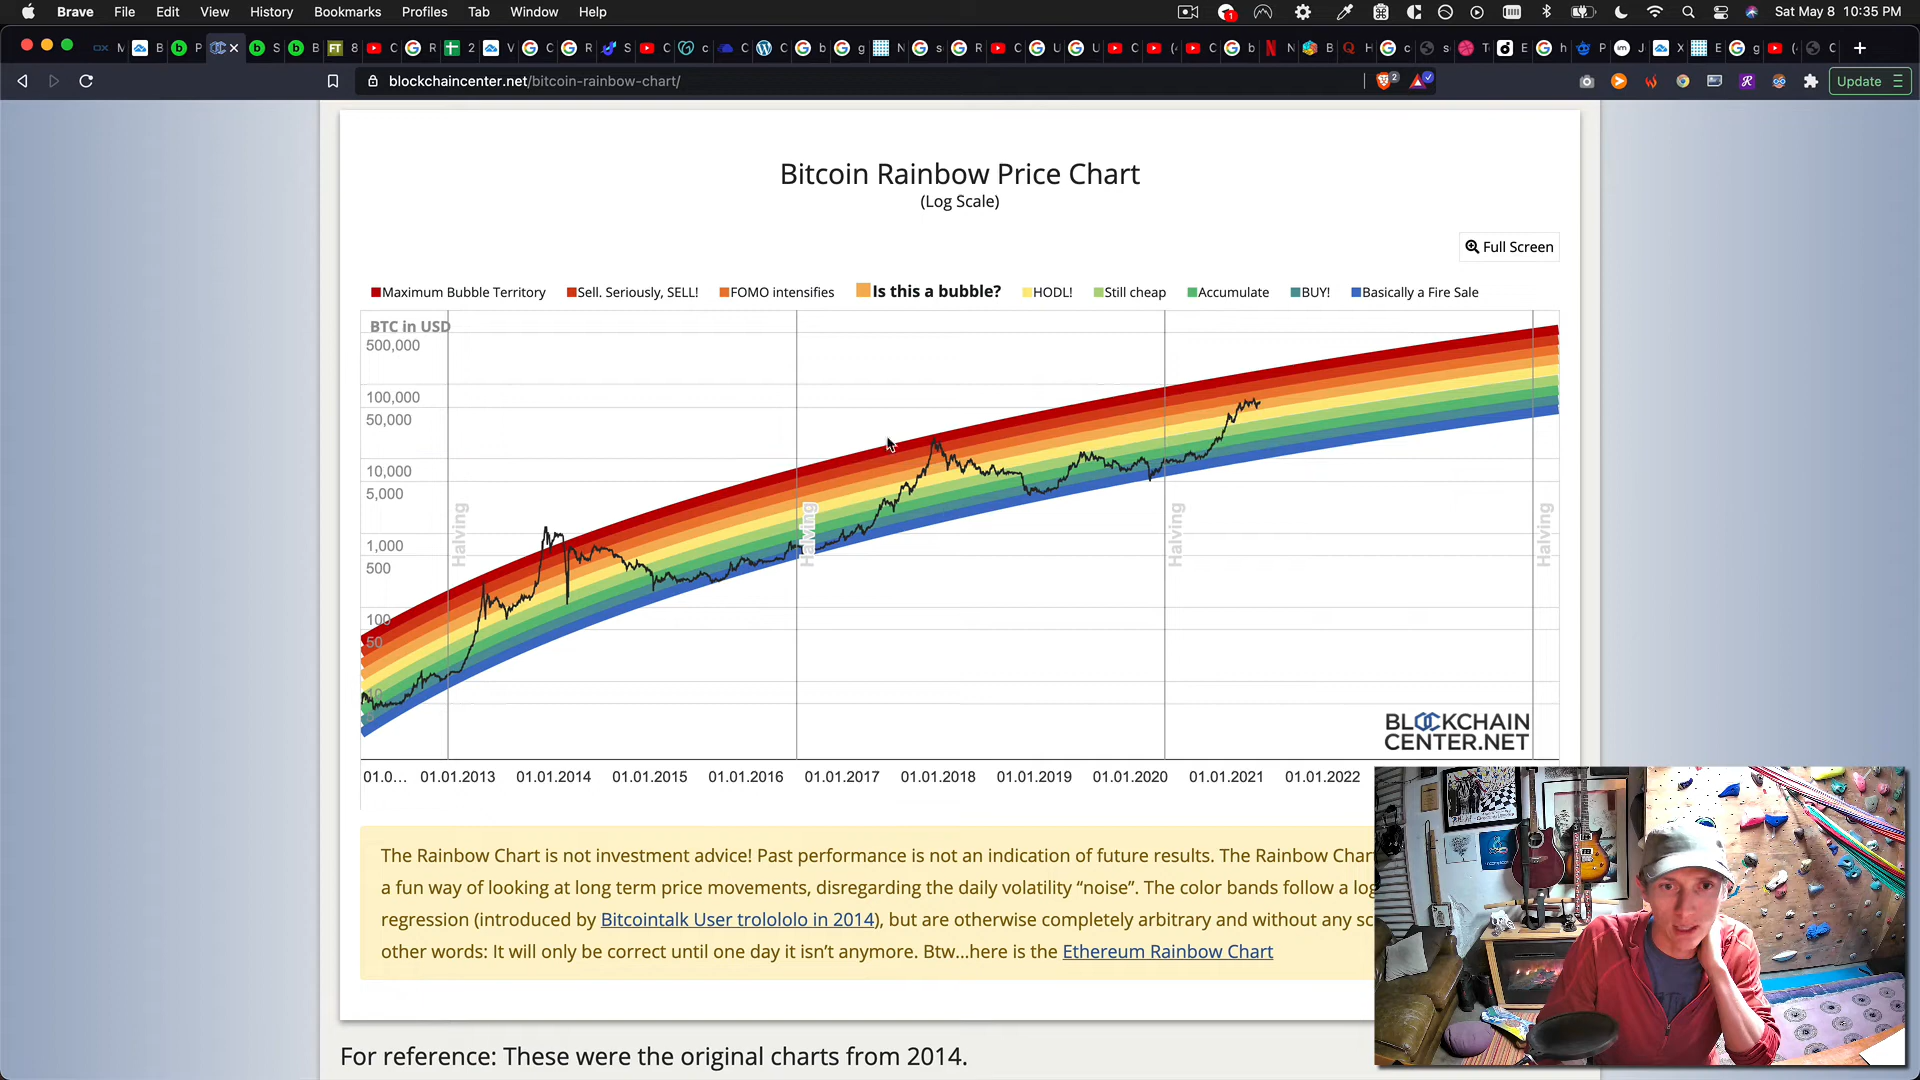 Brave File Edit View History Bookmarks Profiles Tab Window Help
1
Sat May 8 10:35 PM
blockchaincenter.net/bitcoin-rainbow-chart/
2
Update
Bitcoin Rainbow Price Chart
(Log Scale)
Full Screen
Maximum Bubble Territory Sell. Seriously, SELL! FOMO intensifies Is this a bubble? HODL! Still cheap Accumulate BUY! Basically a Fire Sale
BTC in USD
500,000
100,000
50,000
10,000
5,000
Halving Halving Halving Halving
1,000
500
100
50
10
5
BLOCKCHAIN
CENTER.NET
01.0... 01.01.2013 01.01.2014 01.01.2015 01.01.2016 01.01.2017 01.01.2018 01.01.2019 01.01.2020 01.01.2021 01.01.2022
The Rainbow Chart is not investment advice! Past performance is not an indication of future results. The Rainbow Char
a fun way of looking at long term price movements, disregarding the daily volatility “noise”. The color bands follow a log
regression (introduced by Bitcointalk User trolololo in 2014), but are otherwise completely arbitrary and without any sc
other words: It will only be correct until one day it isn’t anymore. Btw...here is the Ethereum Rainbow Chart
For reference: These were the original charts from 2014.